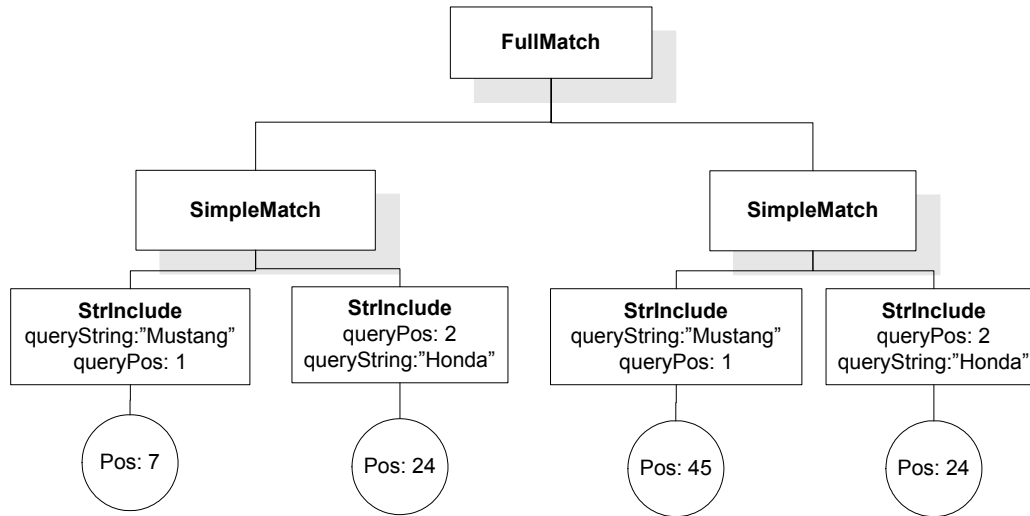 FullMatch
SimpleMatch
SimpleMatch
StrInclude
queryString:”Mustang”
queryPos: 1
StrInclude
queryPos: 2
queryString:”Honda”
StrInclude
queryString:”Mustang”
queryPos: 1
StrInclude
queryPos: 2
queryString:”Honda”
Pos: 7
Pos: 24
Pos: 45
Pos: 24